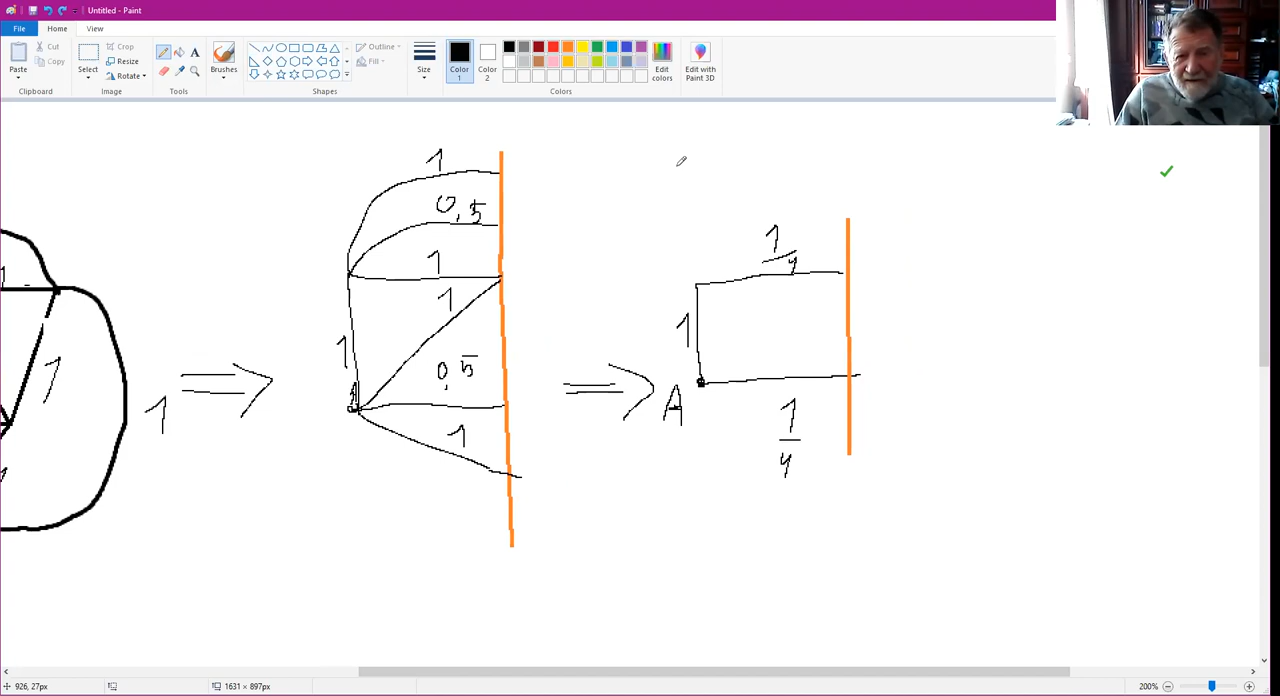 Untitled - Paint
File Home View
Paste
Cut
Copy
Clipboard
Select
Crop
Resize
Rotate
Image
A
Tools
Brushes
Shapes
Outline
Fill
Size
Color 1
Color 2
Edit colors
Colors
Edit with Paint 3D
1
0,5
1
1
1
0,5
1
A
1
1
1/4
1
A
1/4
926, 27px
1631 × 897px
200%